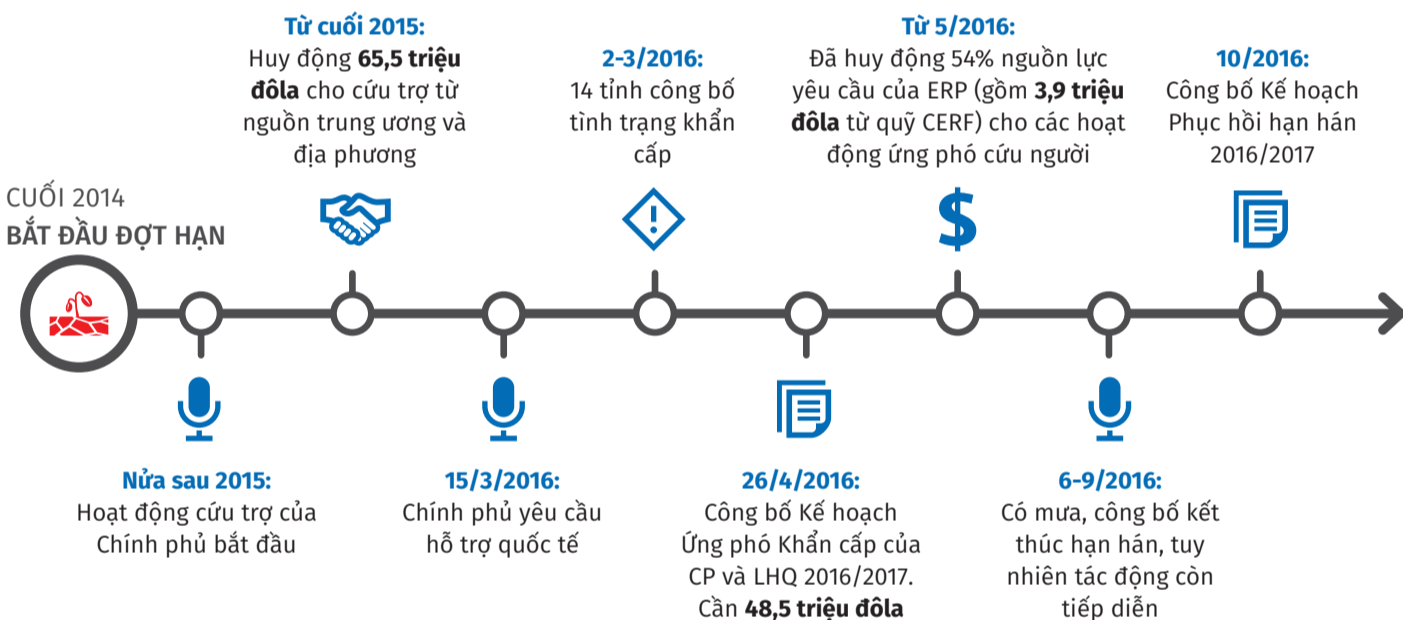 CUỐI 2014
BẮT ĐẦU ĐỢT HẠN
Nửa sau 2015:
Hoạt động cứu trợ của
Chính phủ bắt đầu
Từ cuối 2015:
Huy động 65,5 triệu
đôla cho cứu trợ từ
nguồn trung ương và
địa phương
15/3/2016:
Chính phủ yêu cầu
hỗ trợ quốc tế
2-3/2016:
14 tỉnh công bố
tình trạng khẩn
cấp
26/4/2016:
Công bố Kế hoạch
Ứng phó Khẩn cấp của
CP và LHQ 2016/2017.
Cần 48,5 triệu đôla
Từ 5/2016:
Đã huy động 54% nguồn lực
yêu cầu của ERP (gồm 3,9 triệu
đôla từ quỹ CERF) cho các hoạt
động ứng phó cứu người
$
6-9/2016:
Có mưa, công bố kết
thúc hạn hán, tuy
nhiên tác động còn
tiếp diễn
10/2016:
Công bố Kế hoạch
Phục hồi hạn hán
2016/2017